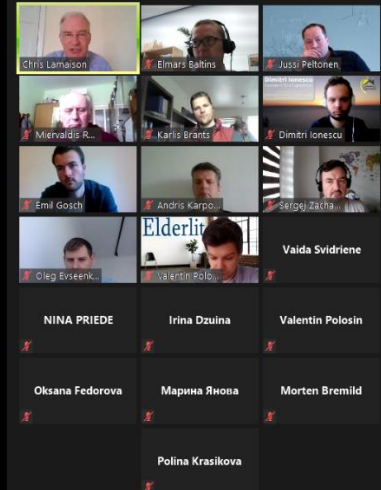 Chris Lamaison
Elmars Baltins
Jussi Peltonen
Miervaldis R...
Karlis Brants
Dimitri Ionescu
Dimitri Ionescu
Emil Gosch
Andris Karpo...
Sergej Zacha...
Oleg Evseenk...
Elderlit
Valentin Polo...
Vaida Svidriene
NINA PRIEDE
Irina Dzuina
Valentin Polosin
Oksana Fedorova
Марина Янова
Morten Bremild
Polina Krasikova